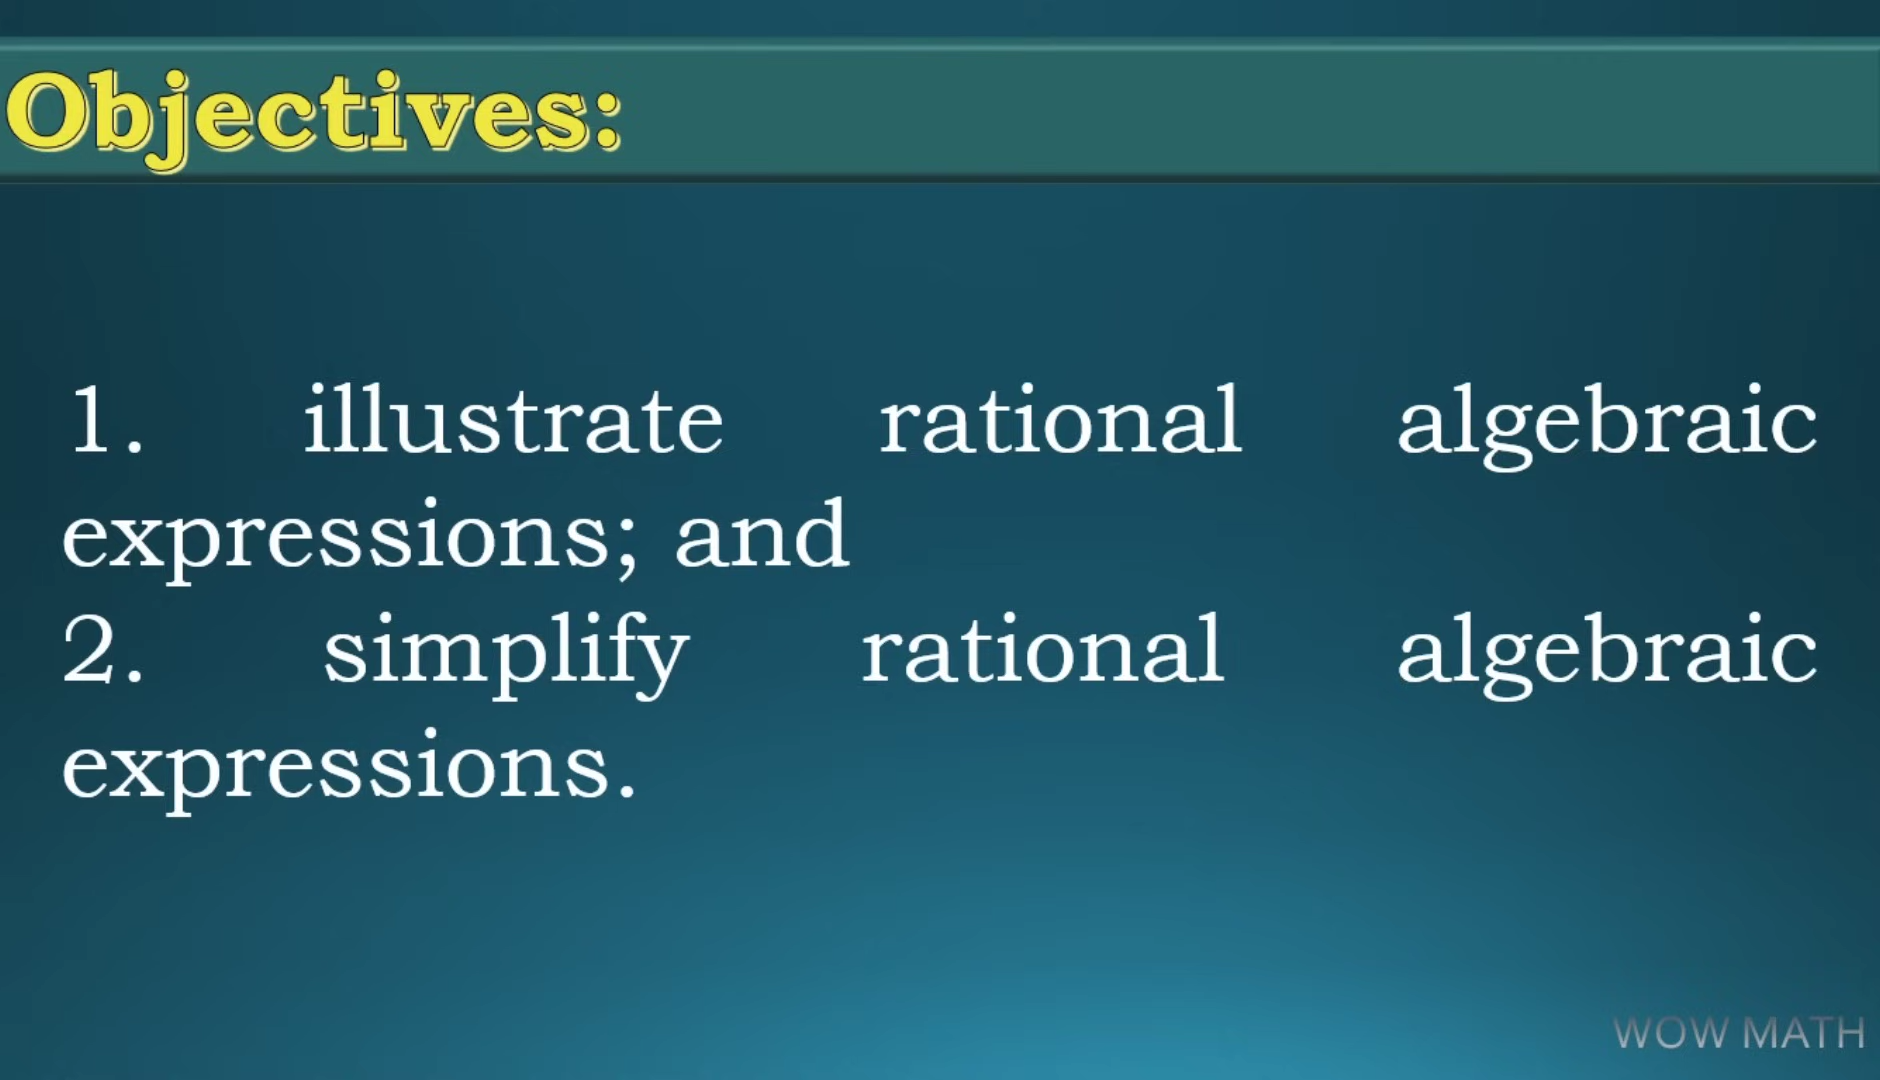 Objectives:
1. illustrate rational algebraic
expressions; and
2. simplify rational algebraic
expressions.
WOW MATH